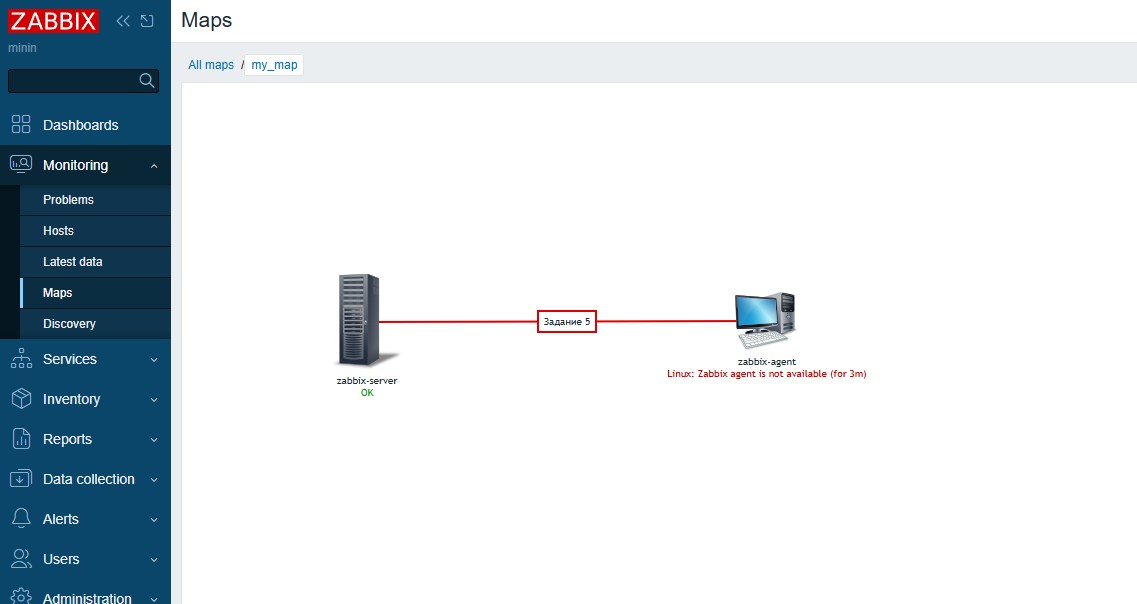 ZABBIX
minin
Dashboards
Monitoring
Problems
Hosts
Latest data
Maps
Discovery
Services
Inventory
Reports
Data collection
Alerts
Users
Administration
Maps
All maps / my_map
Задание 5
zabbix-server
OK
zabbix-agent
Linux: Zabbix agent is not available (for 3m)